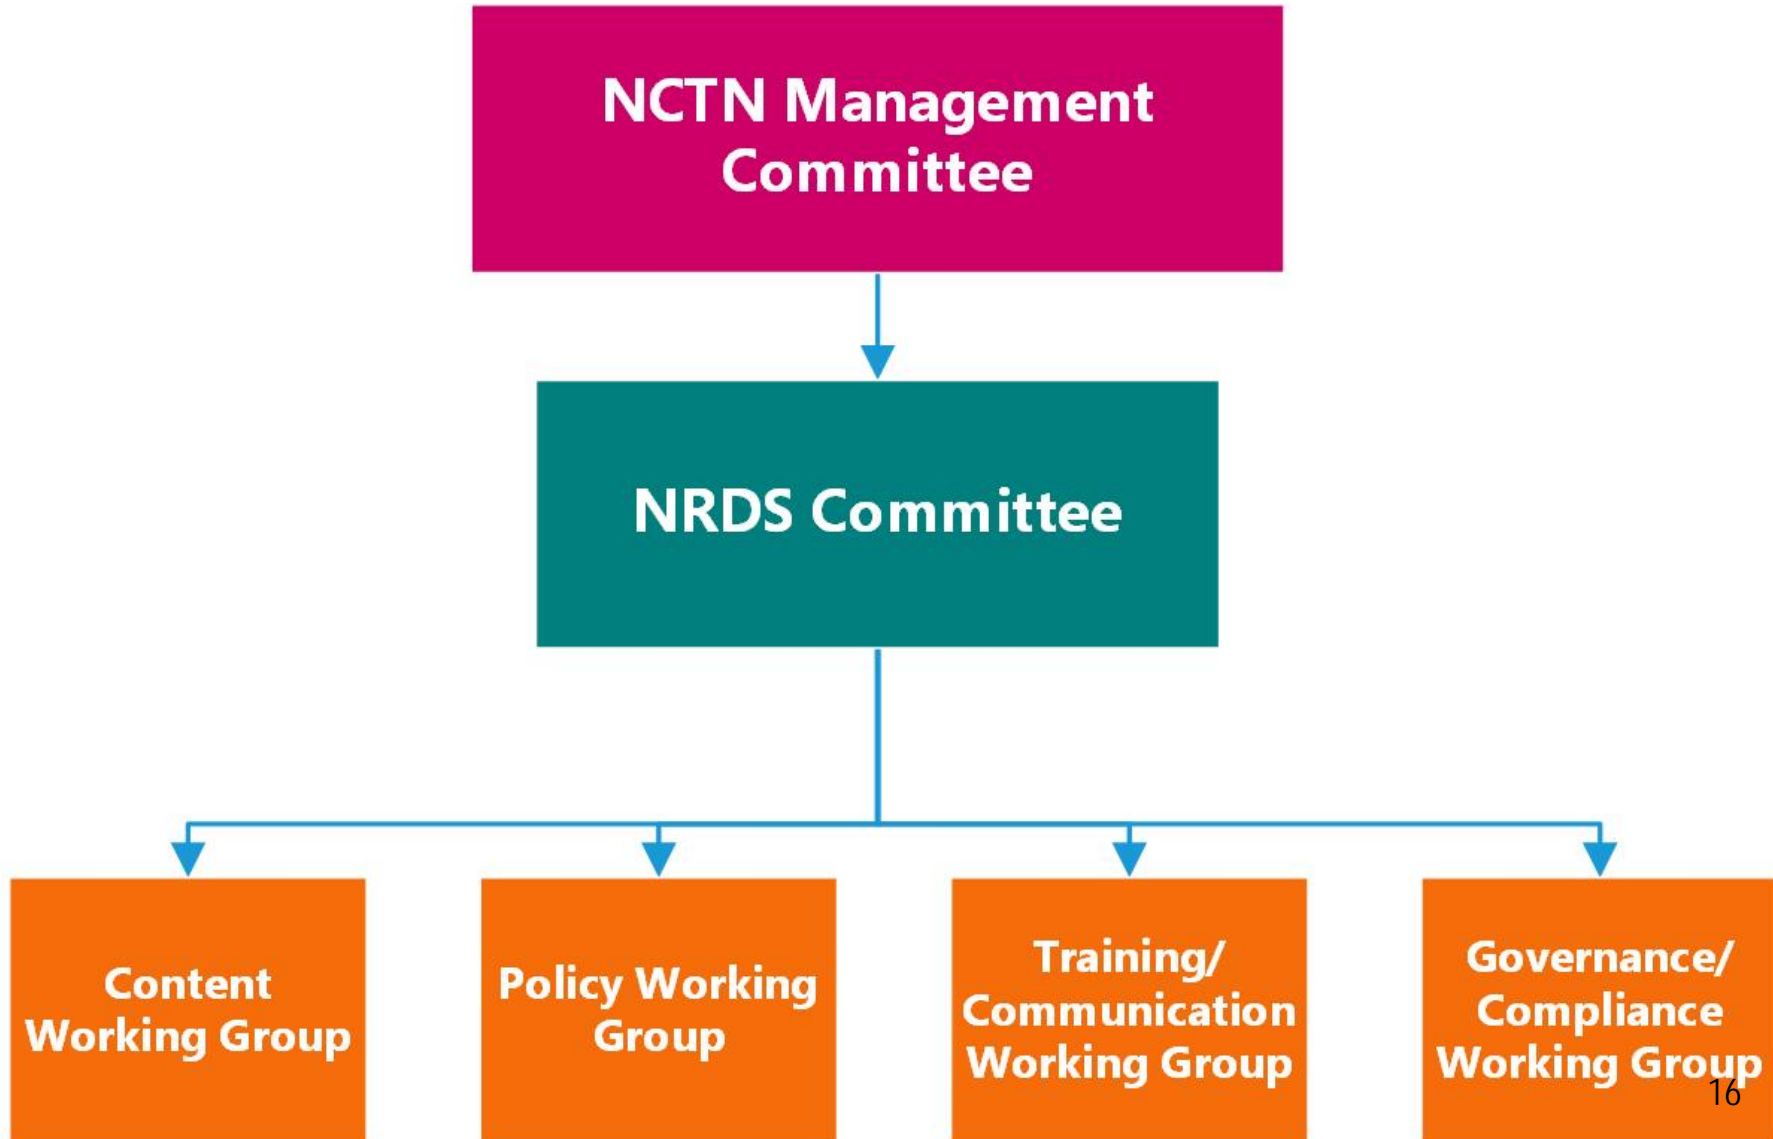 NCTN Management
Committee
NRDS Committee
Content
Working Group
Policy Working
Group
Training/
Communication
Working Group
Governance/
Compliance
Working Group
16